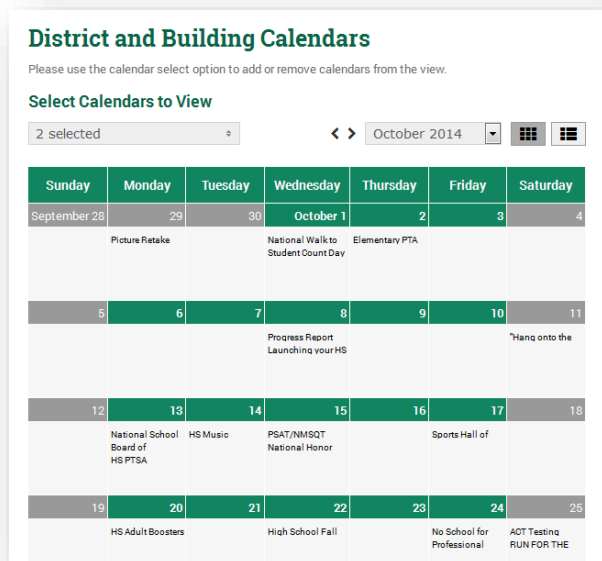 District and Building Calendars
Please use the calendar select option to add or remove calendars from the view.
Select Calendars to View
2 selected
October 2014
Sunday Monday Tuesday Wednesday Thursday Friday Saturday
September 28 29 30 October 1 2 3 4
Picture Retake National Walk to Elementary PTA
Student Count Day
5 6 7 8 9 10 11
Progress Report "Hang onto the
Launching your HS
12 13 14 15 16 17 18
National School HS Music PSAT/NMSQT Sports Hall of
Board of National Honor
HS PTSA
19 20 21 22 23 24 25
HS Adult Boosters High School Fall No School for ACT Testing
Professional RUN FOR THE